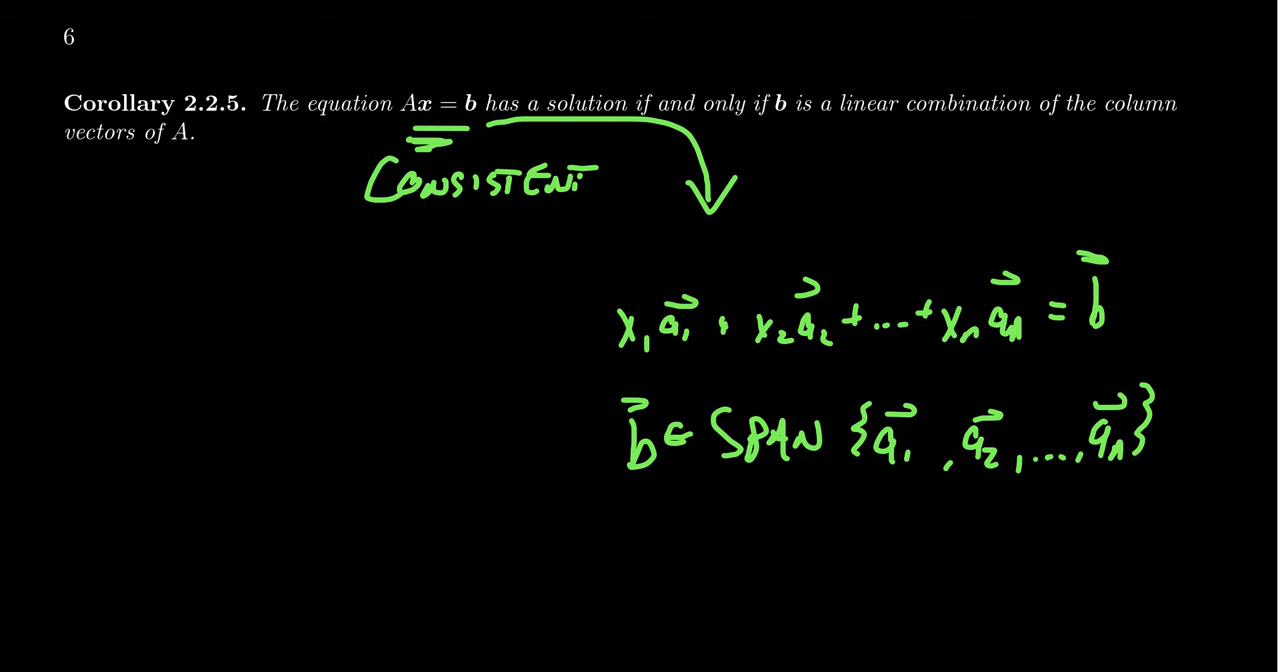 6
Corollary 2.2.5. The equation Ax = b has a solution if and only if b is a linear combination of the column
vectors of A.
CONSISTENT
x₁a⃗₁ + x₂a⃗₂ + ... + xₙa⃗ₙ = b⃗
b⃗ ∈ SPAN {a⃗₁, a⃗₂, ..., a⃗ₙ}